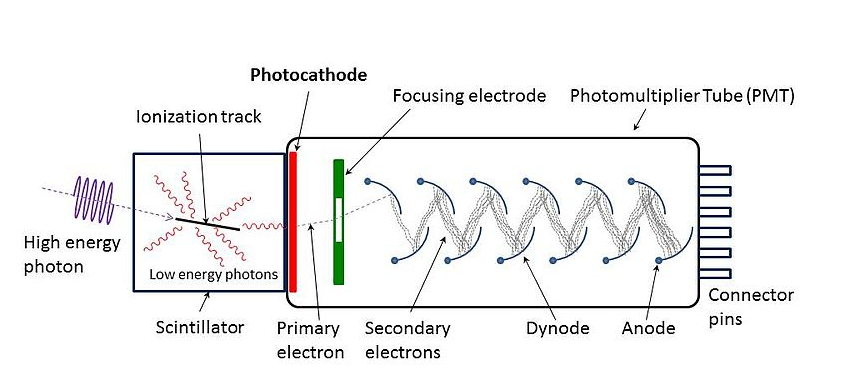 Photocathode
Focusing electrode
Photomultiplier Tube (PMT)
Ionization track
High energy
photon
Low energy photons
Scintillator
Primary
electron
Secondary
electrons
Dynode
Anode
Connector
pins